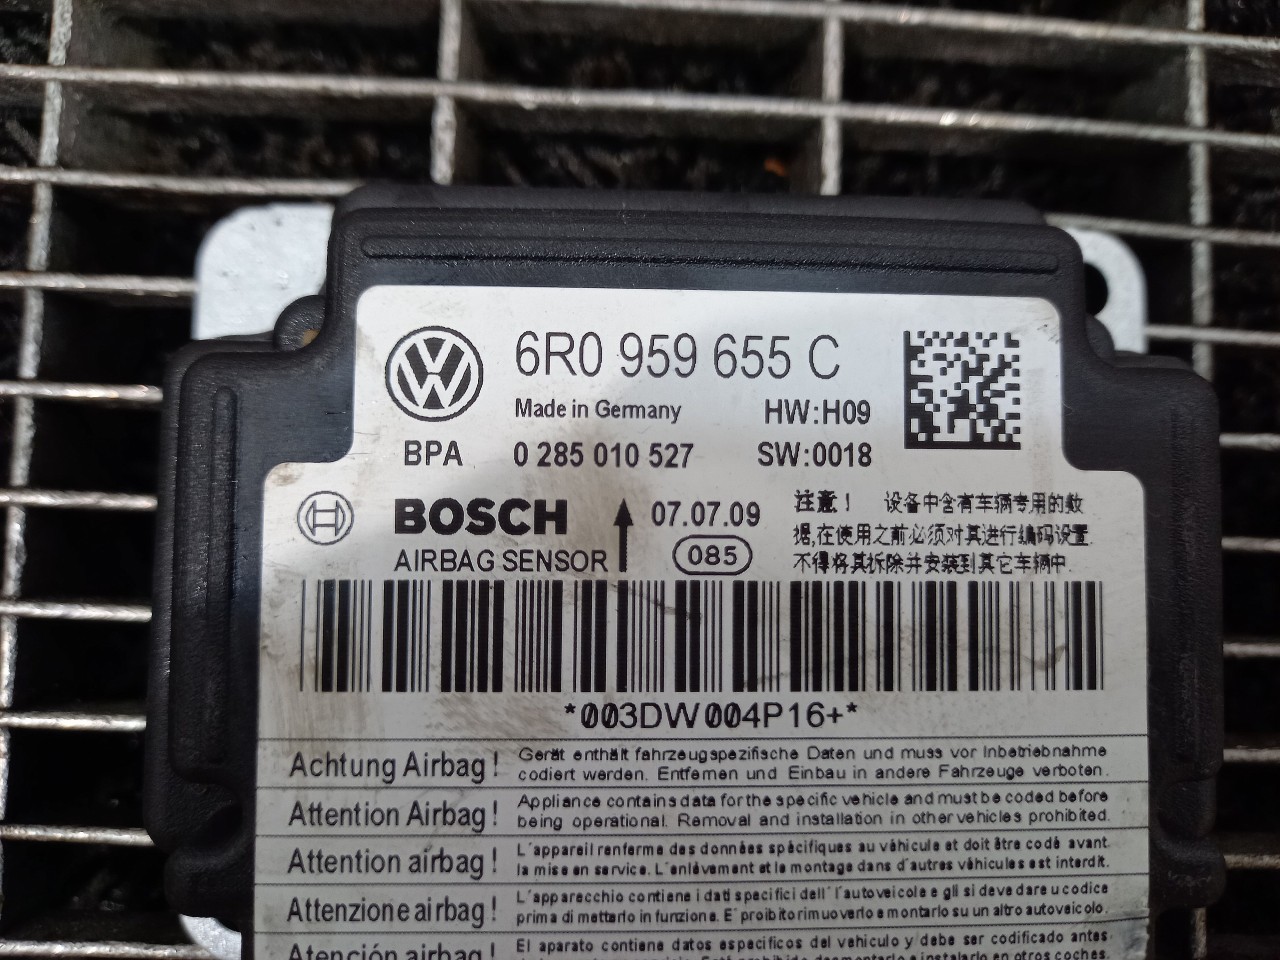 6R0 959 655 C
Made in Germany HW:H09
BPA 0 285 010 527 SW:0018
BOSCH 07.07.09
AIRBAG SENSOR 085
注意！ 设备中含有车辆专用的数
据,在使用之前必须对其进行编码设置.
不得将其拆除并安装到其它车辆中.
*003DW004P16+*
Achtung Airbag! Gerät enthält fahrzeugspezifische Daten und muss vor Inbetriebnahme
codiert werden. Entfernen und Einbau in andere Fahrzeuge verboten.
Attention Airbag! Appliance contains data for the specific vehicle and must be coded before
being operational. Removal and installation in other vehicles prohibited.
Attention airbag! L'appareil renferme des données spécifiques au véhicule et doit être codé avant
la mise en service. L'enlèvement et le montage dans d'autres véhicules est interdit.
Attenzione airbag! L'apparecchio contiene i dati specifici dell' l'autoveicolo e gli si deve dare u codice
prima di metterlo in funzione. E' proibito rimuoverlo e montarlo su un altro autoveicolo.
Atención airbag! El aparato contiene datos específicos del vehículo y debe ser codificado antes
desmontarlo e instalarlo en otros coches.